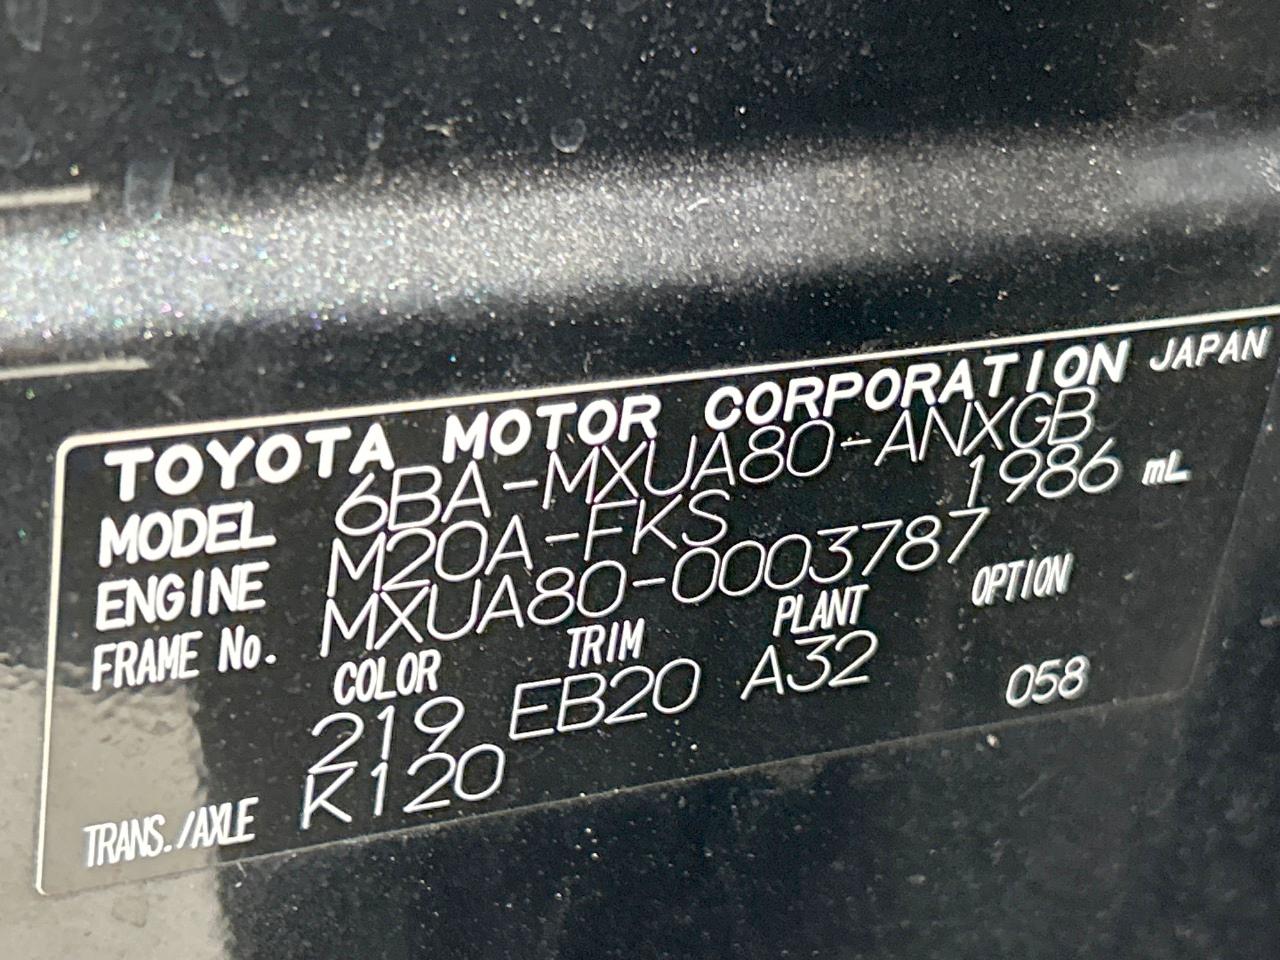 TOYOTA MOTOR CORPORATION JAPAN
MODEL 6BA-MXUA80-ANXGB
ENGINE M20A-FKS 1986 mL
FRAME No. MXUA80-0003787
COLOR TRIM PLANT OPTION
219 EB20 A32 058
TRANS./AXLE K120